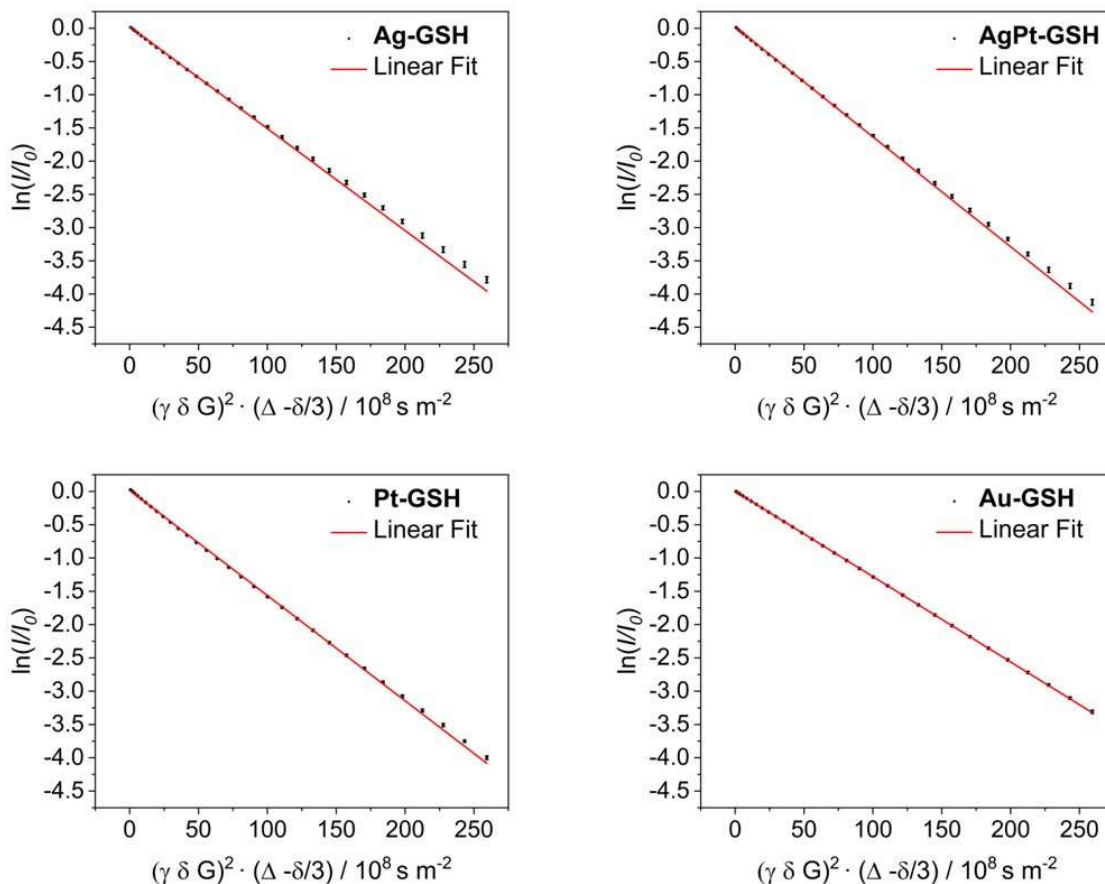 0.0
-0.5
-1.0
-1.5
-2.0
-2.5
-3.0
-3.5
-4.0
-4.5
ln(I/I₀)
Ag-GSH
Linear Fit
0 50 100 150 200 250
(γ δ G)² · (Δ -δ/3) / 10⁸ s m⁻²
0.0
-0.5
-1.0
-1.5
-2.0
-2.5
-3.0
-3.5
-4.0
-4.5
ln(I/I₀)
AgPt-GSH
Linear Fit
0 50 100 150 200 250
(γ δ G)² · (Δ -δ/3) / 10⁸ s m⁻²
0.0
-0.5
-1.0
-1.5
-2.0
-2.5
-3.0
-3.5
-4.0
-4.5
ln(I/I₀)
Pt-GSH
Linear Fit
0 50 100 150 200 250
(γ δ G)² · (Δ -δ/3) / 10⁸ s m⁻²
0.0
-0.5
-1.0
-1.5
-2.0
-2.5
-3.0
-3.5
-4.0
-4.5
ln(I/I₀)
Au-GSH
Linear Fit
0 50 100 150 200 250
(γ δ G)² · (Δ -δ/3) / 10⁸ s m⁻²